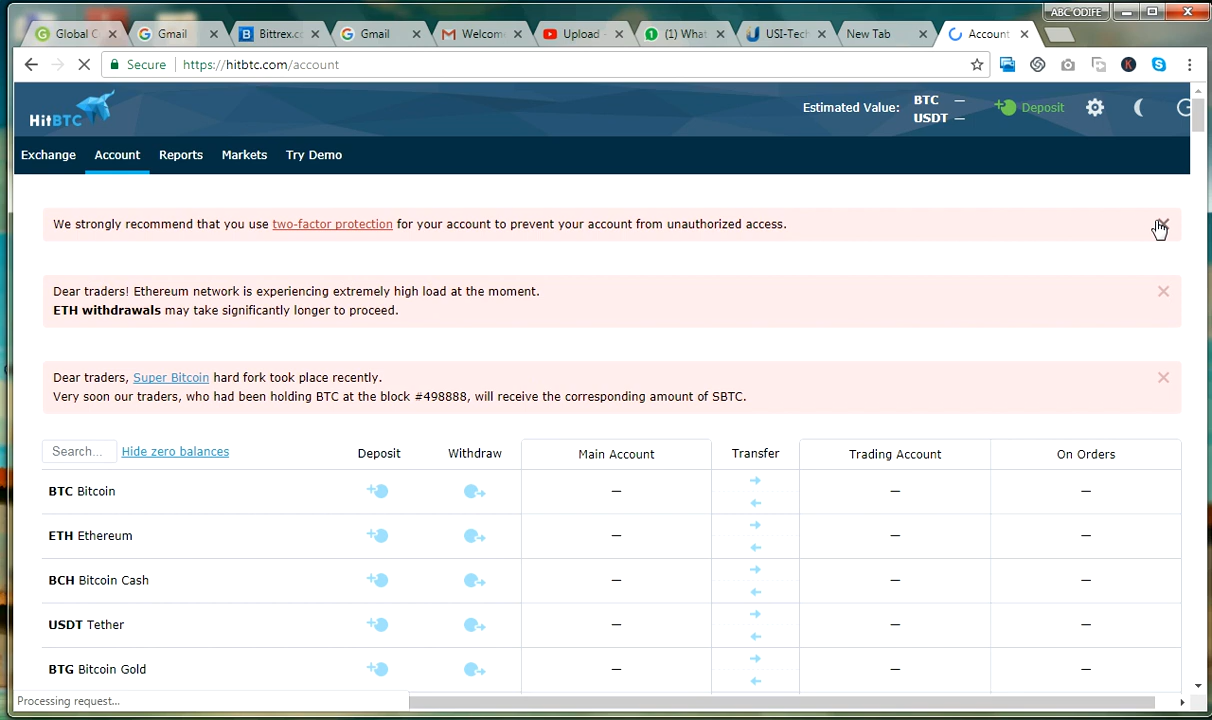 ABC ODIFE
Global C
Gmail
Bittrex.co
Gmail
Welcom
Upload -
(1) What
USI-Tech
New Tab
Account
Secure
https://hitbtc.com/account
HitBTC
Estimated Value:
BTC —
USDT —
Deposit
Exchange Account Reports Markets Try Demo
We strongly recommend that you use two-factor protection for your account to prevent your account from unauthorized access.
Dear traders! Ethereum network is experiencing extremely high load at the moment.
ETH withdrawals may take significantly longer to proceed.
Dear traders, Super Bitcoin hard fork took place recently.
Very soon our traders, who had been holding BTC at the block #498888, will receive the corresponding amount of SBTC.
Search... Hide zero balances Deposit Withdraw Main Account Transfer Trading Account On Orders
BTC Bitcoin — — —
ETH Ethereum — — —
BCH Bitcoin Cash — — —
USDT Tether — — —
BTG Bitcoin Gold — — —
Processing request...